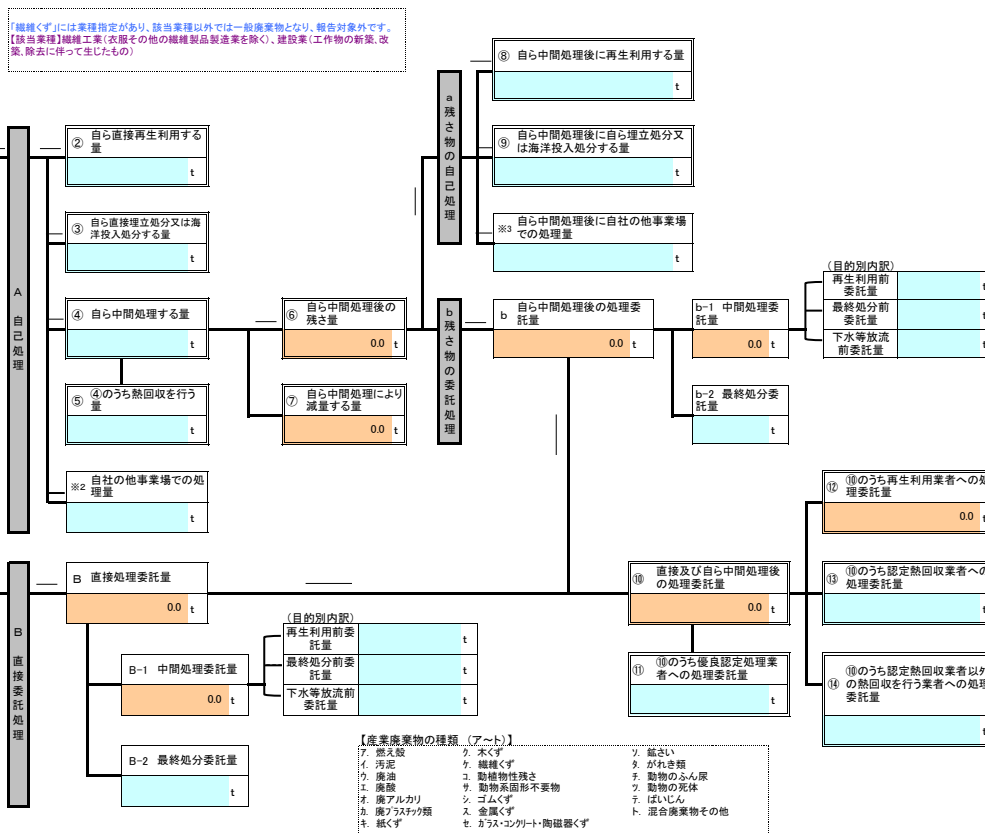 「繊維くず」には業種指定があり、該当業種以外では一般廃棄物となり、報告対象外です。
【該当業種】繊維工業（衣服その他の繊維製品製造業を除く）、建設業（工作物の新築、改
築、除去に伴って生じたもの）
A 自己処理
② 自ら直接再生利用する
量
t
③ 自ら直接埋立処分又は海
洋投入処分する量
t
④ 自ら中間処理する量
t
⑤ ④のうち熱回収を行う
量
t
※2 自社の他事業場での処
理量
t
⑥ 自ら中間処理後の
残さ量
0.0 t
⑦ 自ら中間処理により
減量する量
0.0 t
a 残さ物の自己処理
⑧ 自ら中間処理後に再生利用する量
t
⑨ 自ら中間処理後に自ら埋立処分又
は海洋投入処分する量
t
※3 自ら中間処理後に自社の他事業場
での処理量
t
b 残さ物の委託処理
b 自ら中間処理後の処理委
託量
0.0 t
b-1 中間処理委
託量
0.0 t
b-2 最終処分委
託量
t
（目的別内訳）
再生利用前
委託量
t
最終処分前
委託量
t
下水等放流
前委託量
t
B 直接委託処理
B 直接処理委託量
0.0 t
B-1 中間処理委託量
0.0 t
B-2 最終処分委託量
t
（目的別内訳）
再生利用前委
託量
t
最終処分前委
託量
t
下水等放流前
委託量
t
⑩ 直接及び自ら中間処理後
の処理委託量
0.0 t
⑪ ⑩のうち優良認定処理業
者への処理委託量
t
⑫ ⑩のうち再生利用業者への処
理委託量
0.0 t
⑬ ⑩のうち認定熱回収業者への
処理委託量
t
⑭ ⑩のうち認定熱回収業者以外
の熱回収を行う業者への処理
委託量
t
【産業廃棄物の種類 （ア～ト）】
ア. 燃え殻
イ. 汚泥
ウ. 廃油
エ. 廃酸
オ. 廃アルカリ
カ. 廃プラスチック類
キ. 紙くず
ク. 木くず
ケ. 繊維くず
コ. 動植物性残さ
サ. 動物系固形不要物
シ. ゴムくず
ス. 金属くず
セ. ガラス・コンクリート・陶磁器くず
ソ. 鉱さい
タ. がれき類
チ. 動物のふん尿
ツ. 動物の死体
テ. ばいじん
ト. 混合廃棄物その他